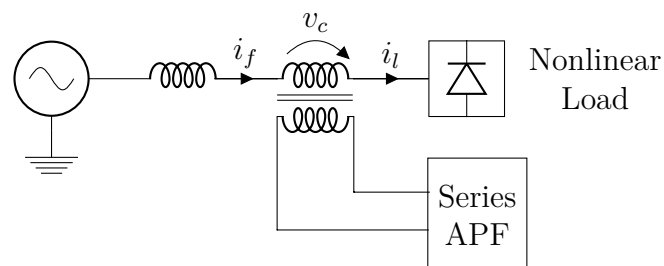 v_c
i_f
i_l
Nonlinear
Load
Series
APF